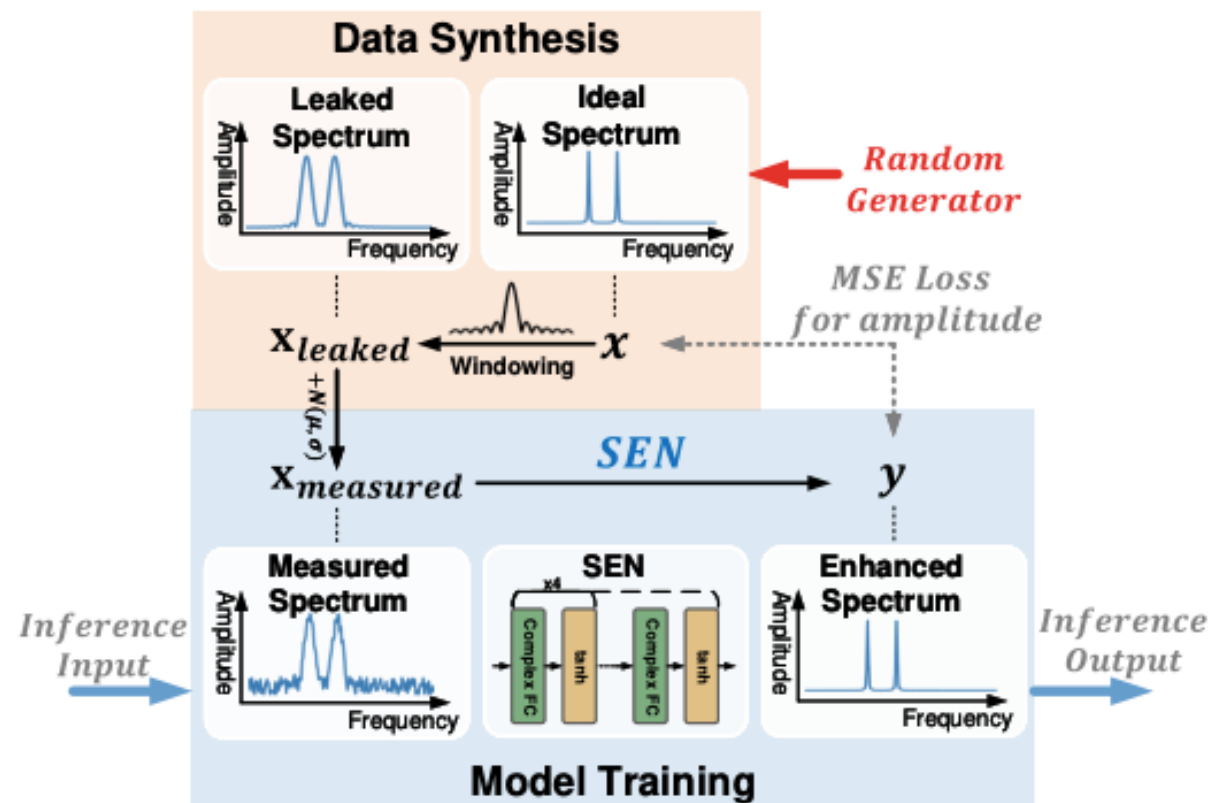 Data Synthesis
Leaked
Spectrum
Amplitude
Frequency
Ideal
Spectrum
Amplitude
Frequency
Random
Generator
MSE Loss
for amplitude
x_leaked
Windowing
x
+N(μ, σ)
x_measured
SEN
y
Measured
Spectrum
Amplitude
Frequency
SEN
x4
Complex FC
tanh
Complex FC
tanh
Enhanced
Spectrum
Amplitude
Frequency
Inference
Input
Inference
Output
Model Training